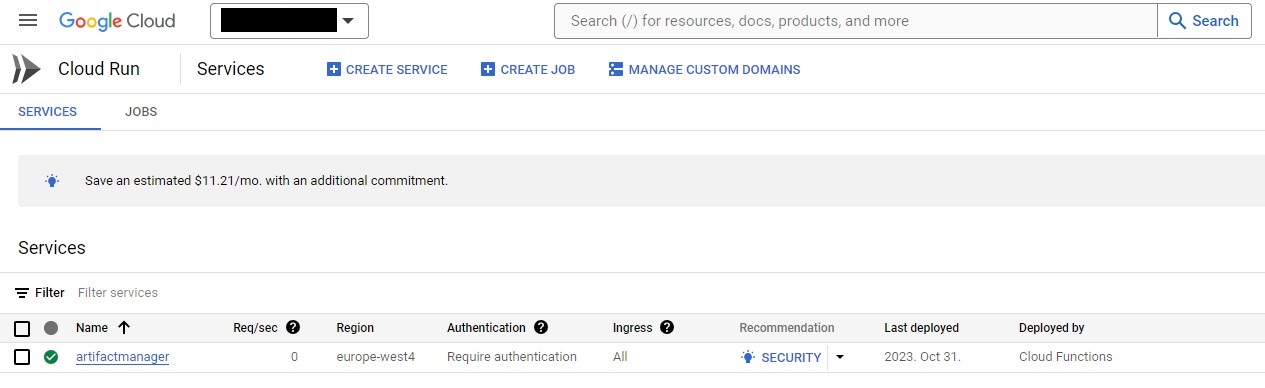 Google Cloud
Search (/) for resources, docs, products, and more Search
Cloud Run Services CREATE SERVICE CREATE JOB MANAGE CUSTOM DOMAINS
SERVICES JOBS
Save an estimated $11.21/mo. with an additional commitment.
Services
Filter Filter services
Name Req/sec ? Region Authentication ? Ingress ? Recommendation Last deployed Deployed by
artifactmanager 0 europe-west4 Require authentication All SECURITY 2023. Oct 31. Cloud Functions